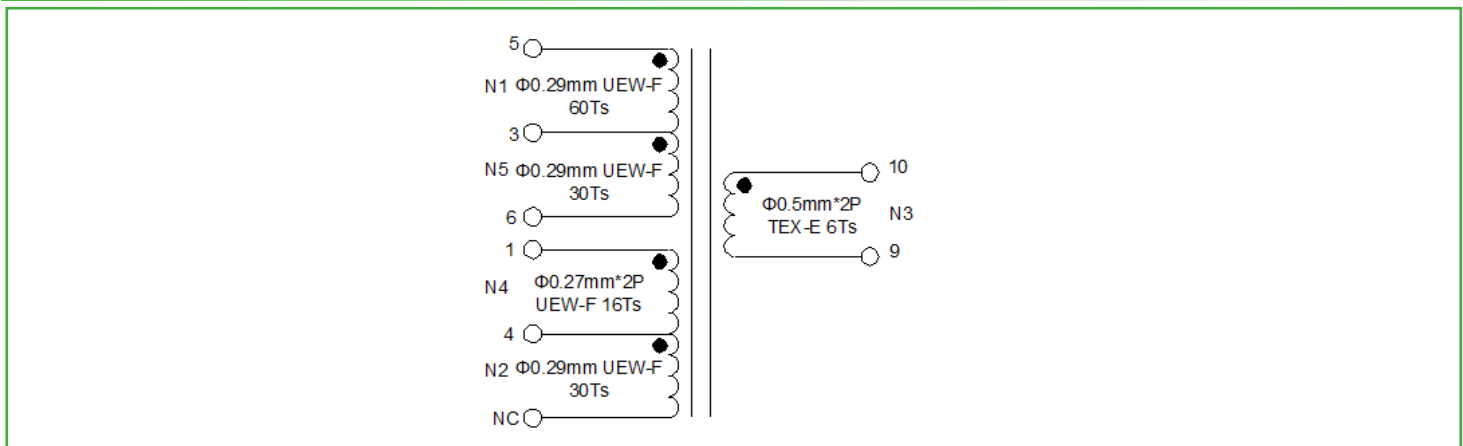 5
N1 Φ0.29mm UEW-F
60Ts
3
N5 Φ0.29mm UEW-F
30Ts
6
1
N4 Φ0.27mm*2P
UEW-F 16Ts
4
N2 Φ0.29mm UEW-F
30Ts
NC
10
Φ0.5mm*2P N3
TEX-E 6Ts
9